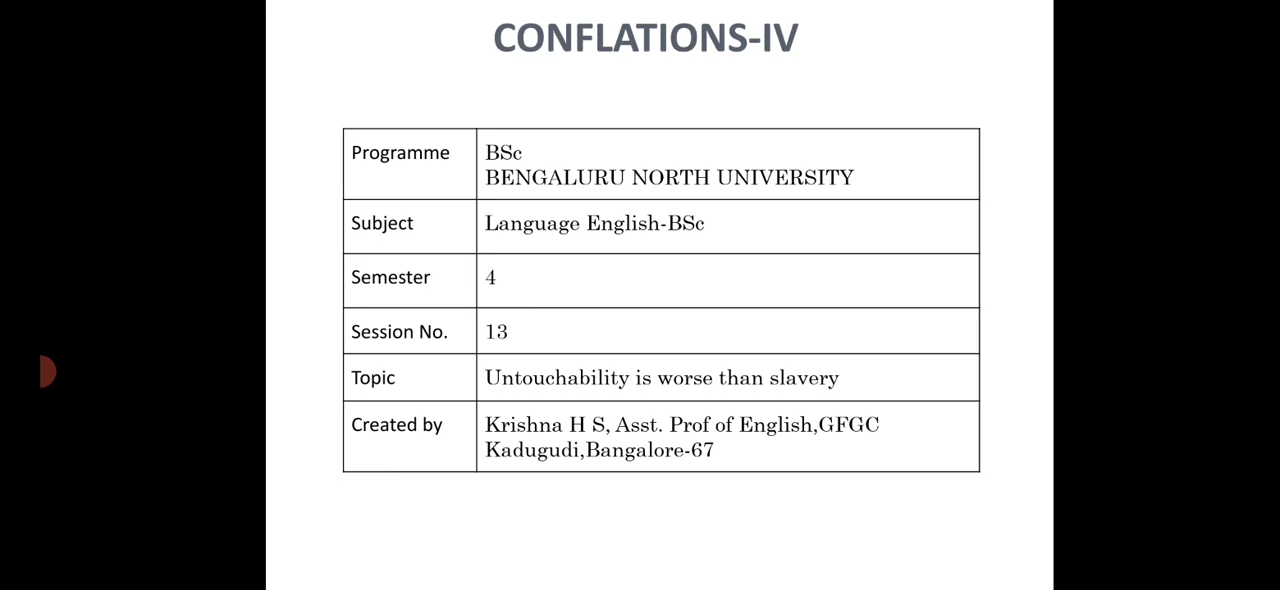 CONFLATIONS-IV
Programme
BSc
BENGALURU NORTH UNIVERSITY
Subject
Language English-BSc
Semester
4
Session No.
13
Topic
Untouchability is worse than slavery
Created by
Krishna H S, Asst. Prof of English,GFGC
Kadugudi,Bangalore-67